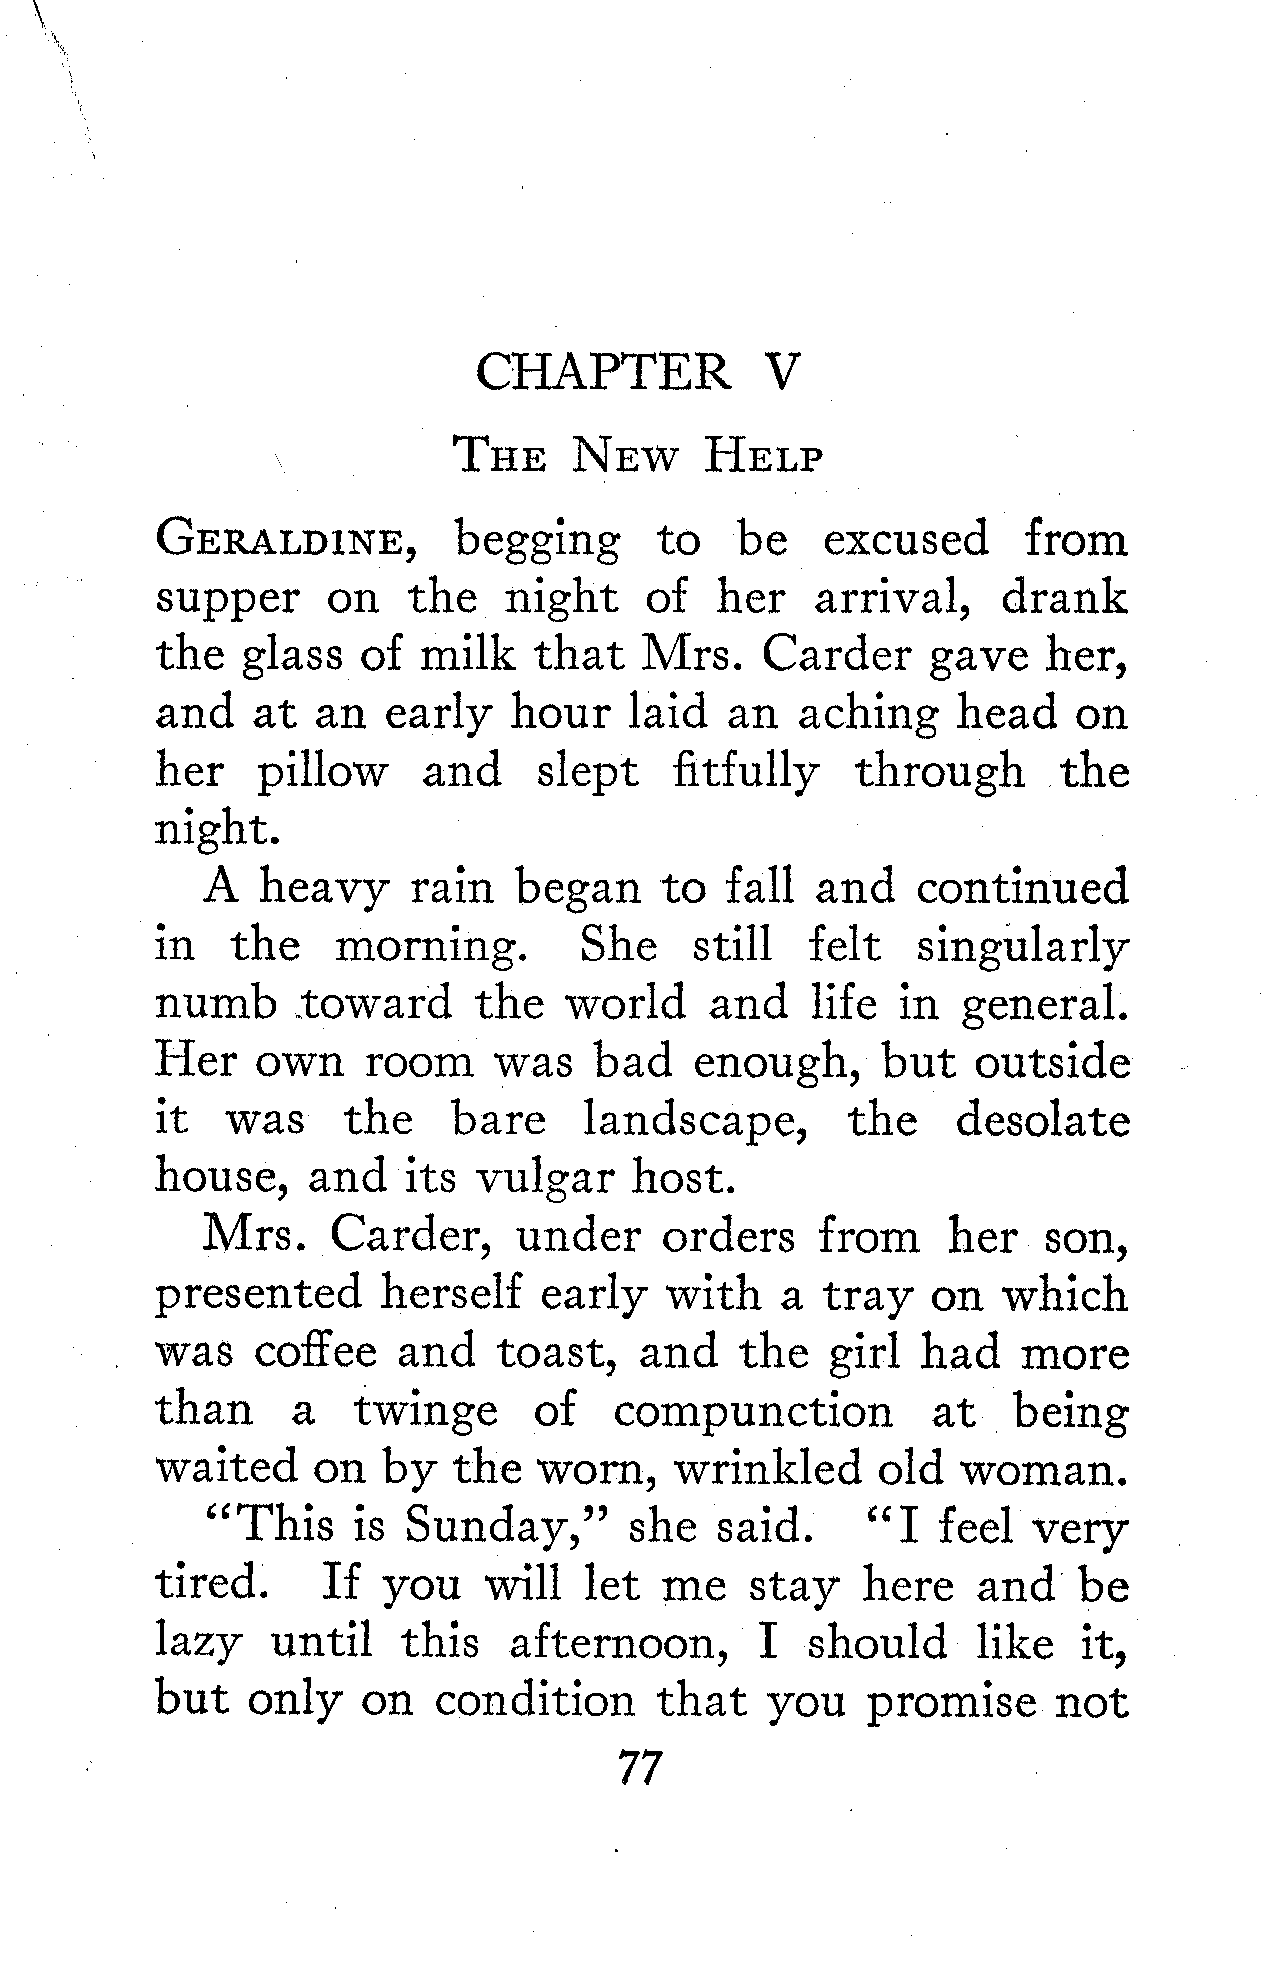 CHAPTER V
The New Help
Geraldine, begging to be excused from
supper on the night of her arrival, drank
the glass of milk that Mrs. Carder gave her,
and at an early hour laid an aching head on
her pillow and slept fitfully through the
night.
A heavy rain began to fall and continued
in the morning. She still felt singularly
numb toward the world and life in general.
Her own room was bad enough, but outside
it was the bare landscape, the desolate
house, and its vulgar host.
Mrs. Carder, under orders from her son,
presented herself early with a tray on which
was coffee and toast, and the girl had more
than a twinge of compunction at being
waited on by the worn, wrinkled old woman.
"This is Sunday," she said. "I feel very
tired. If you will let me stay here and be
lazy until this afternoon, I should like it,
but only on condition that you promise not
77